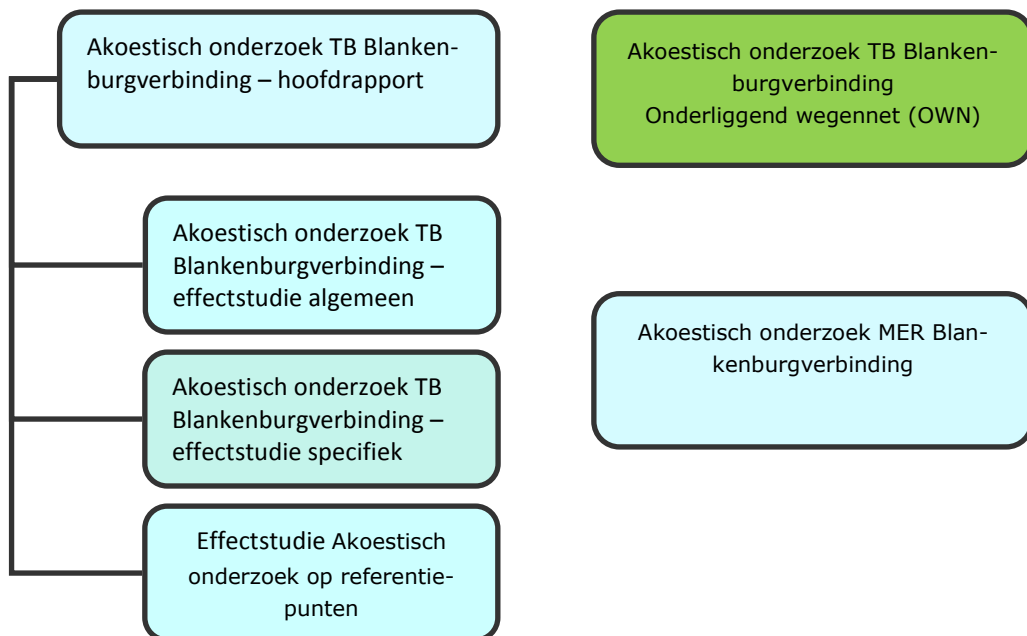 Akoestisch onderzoek TB Blanken-
burgverbinding – hoofdrapport
Akoestisch onderzoek TB
Blankenburgverbinding –
effectstudie algemeen
Akoestisch onderzoek TB
Blankenburgverbinding –
effectstudie specifiek
Effectstudie Akoestisch
onderzoek op referentie-
punten
Akoestisch onderzoek TB Blanken-
burgverbinding
Onderliggend wegennet (OWN)
Akoestisch onderzoek MER Blan-
kenburgverbinding